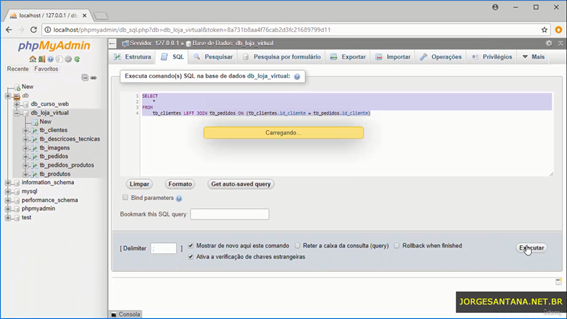 localhost / 127.0.0.1 / db
localhost/phpmyadmin/db_sql.php?db=db_loja_virtual&token=8a731b8aa4f76cab2d3fc21689799d11
phpMyAdmin
Recente Favoritos
New
db
db_curso_web
db_loja_virtual
New
tb_clientes
tb_descricoes_tecnicas
tb_imagens
tb_pedidos
tb_pedidos_produtos
tb_produtos
information_schema
mysql
performance_schema
phpmyadmin
test
Servidor: 127.0.0.1 » Base de Dados: db_loja_virtual
Estrutura SQL Pesquisar Pesquisa por formulário Exportar Importar Operações Privilégios Mais
Executa comando(s) SQL na base de dados db_loja_virtual:
1 SELECT
2 *
3 FROM
4 tb_clientes LEFT JOIN tb_pedidos ON (tb_clientes.id_cliente = tb_pedidos.id_cliente)
Carregando...
Limpar Formato Get auto-saved query
Bind parameters
Bookmark this SQL query:
[ Delimiter ; ] Mostrar de novo aqui este comando Reter a caixa da consulta (query) Rollback when finished
Ativa a verificação de chaves estrangeiras
Executar
Consola
JORGESANTANA.NET.BR